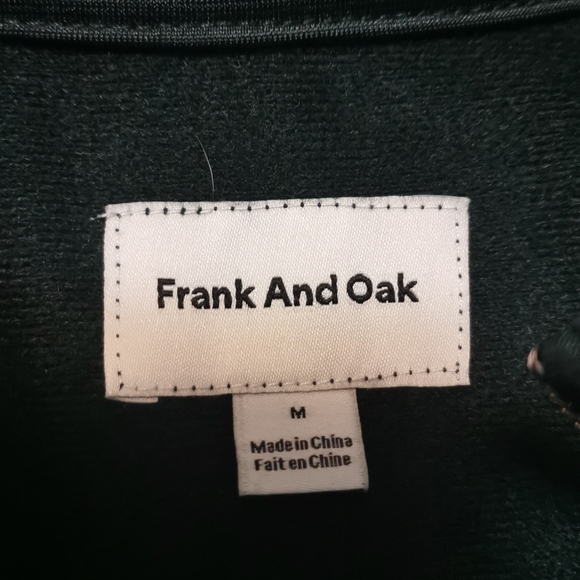 Frank And Oak
M
Made in China
Fait en Chine